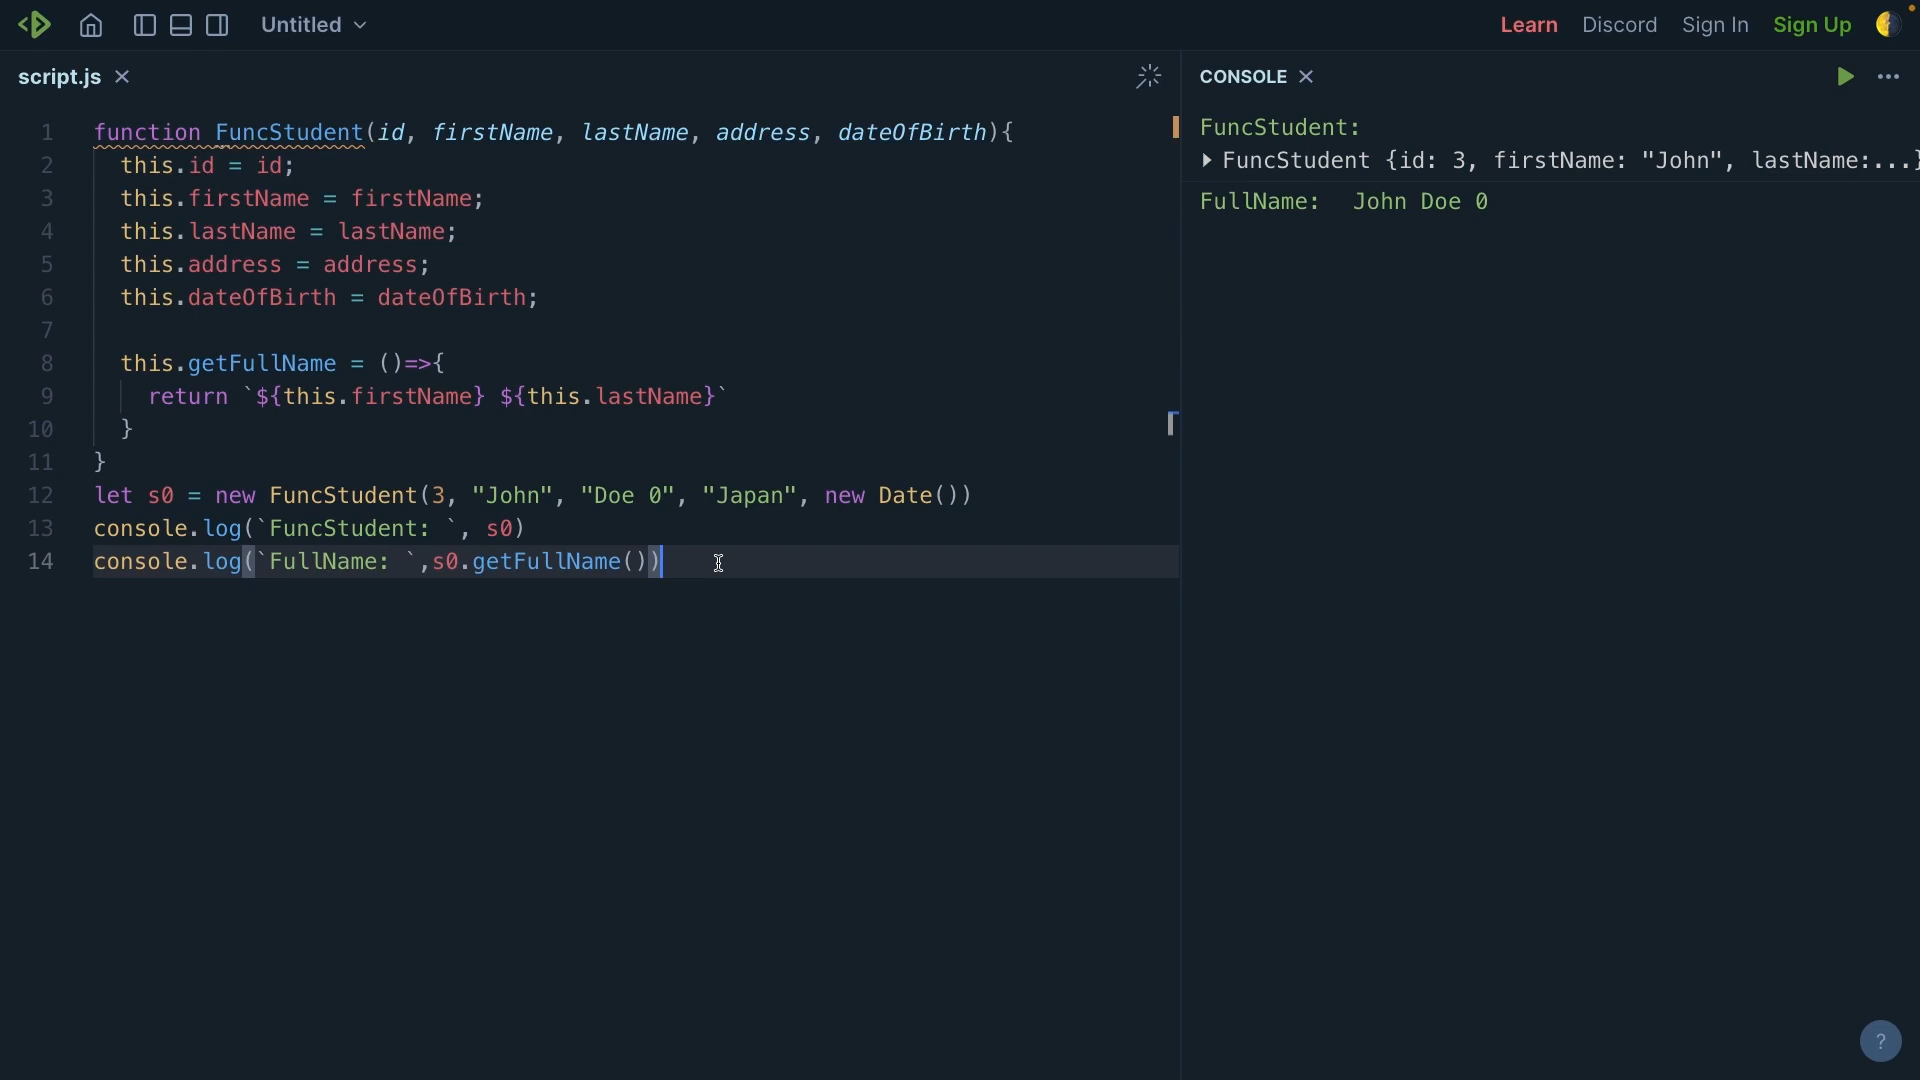 Untitled
Learn Discord Sign In Sign Up
script.js
CONSOLE
1 function FuncStudent(id, firstName, lastName, address, dateOfBirth){
2 this.id = id;
3 this.firstName = firstName;
4 this.lastName = lastName;
5 this.address = address;
6 this.dateOfBirth = dateOfBirth;
7
8 this.getFullName = ()=>{
9 return `${this.firstName} ${this.lastName}`
10 }
11 }
12 let s0 = new FuncStudent(3, "John", "Doe 0", "Japan", new Date())
13 console.log(`FuncStudent: `, s0)
14 console.log(`FullName: `,s0.getFullName())
FuncStudent:
FuncStudent {id: 3, firstName: "John", lastName:...}
FullName: John Doe 0
?